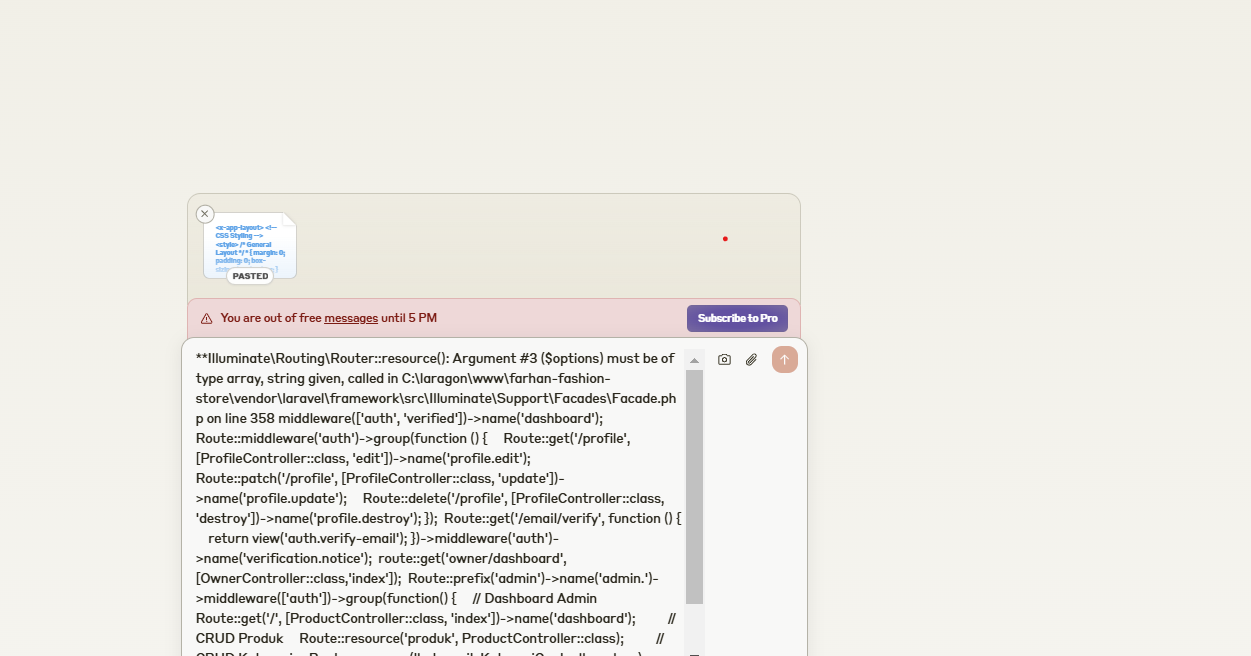 <x-app-layout> <!--
CSS Styling -->
<style> /* General
Layout */ * { margin: 0;
padding: 0; box-
PASTED
You are out of free messages until 5 PM
Subscribe to Pro
**Illuminate\Routing\Router::resource(): Argument #3 ($options) must be of
type array, string given, called in C:\laragon\www\farhan-fashion-
store\vendor\laravel\framework\src\Illuminate\Support\Facades\Facade.ph
p on line 358 middleware(['auth', 'verified'])->name('dashboard');
Route::middleware('auth')->group(function () {     Route::get('/profile',
[ProfileController::class, 'edit'])->name('profile.edit');
Route::patch('/profile', [ProfileController::class, 'update'])-
>name('profile.update');     Route::delete('/profile', [ProfileController::class,
'destroy'])->name('profile.destroy'); });  Route::get('/email/verify', function () {
return view('auth.verify-email'); })->middleware('auth')-
>name('verification.notice');  route::get('owner/dashboard',
[OwnerController::class,'index']);  Route::prefix('admin')->name('admin.')-
>middleware(['auth'])->group(function() {     // Dashboard Admin
Route::get('/', [ProductController::class, 'index'])->name('dashboard');          //
CRUD Produk     Route::resource('produk', ProductController::class);          //